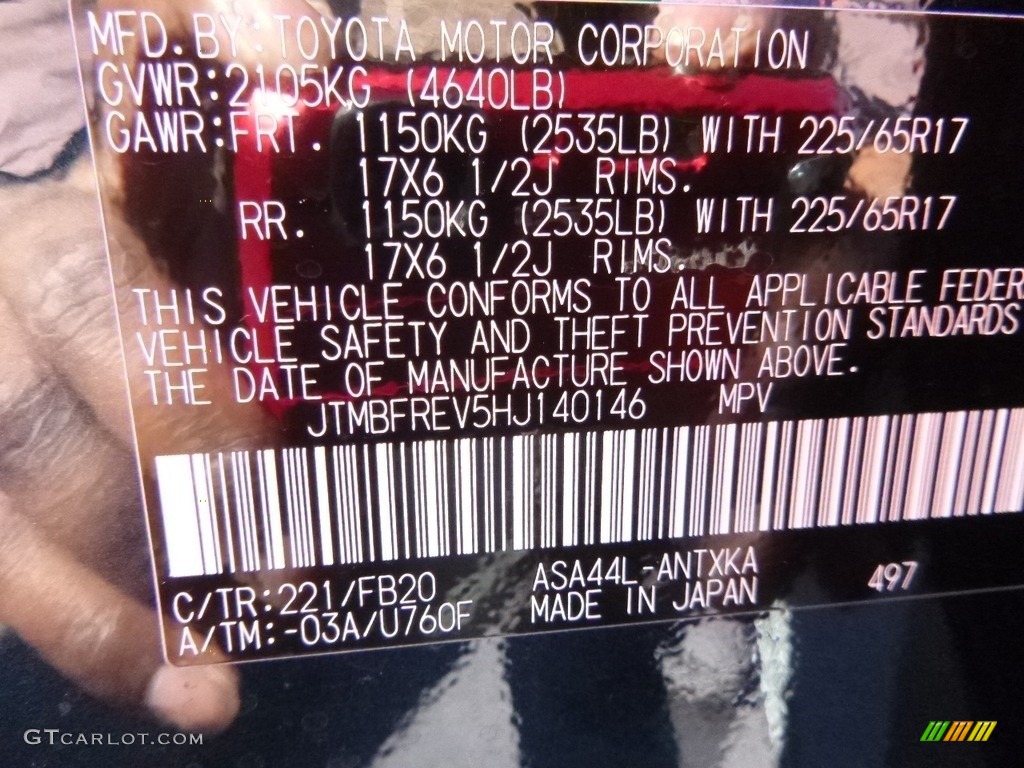 MFD. BY: TOYOTA MOTOR CORPORATION
GVWR: 2105KG (4640LB)
GAWR: FRT. 1150KG (2535LB) WITH 225/65R17
17X6 1/2J RIMS.
RR. 1150KG (2535LB) WITH 225/65R17
17X6 1/2J RIMS.
THIS VEHICLE CONFORMS TO ALL APPLICABLE FEDER
VEHICLE SAFETY AND THEFT PREVENTION STANDARDS
THE DATE OF MANUFACTURE SHOWN ABOVE.
JTMBFREV5HJ140146 MPV
C/TR: 221/FB20 ASA44L-ANTXKA 497
A/TM: -03A/U760F MADE IN JAPAN
GTCARLOT.COM